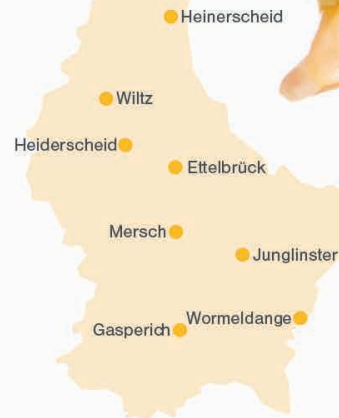 Heinerscheid
Wiltz
Heiderscheid
Ettelbrück
Mersch
Junglinster
Wormeldange
Gasperich